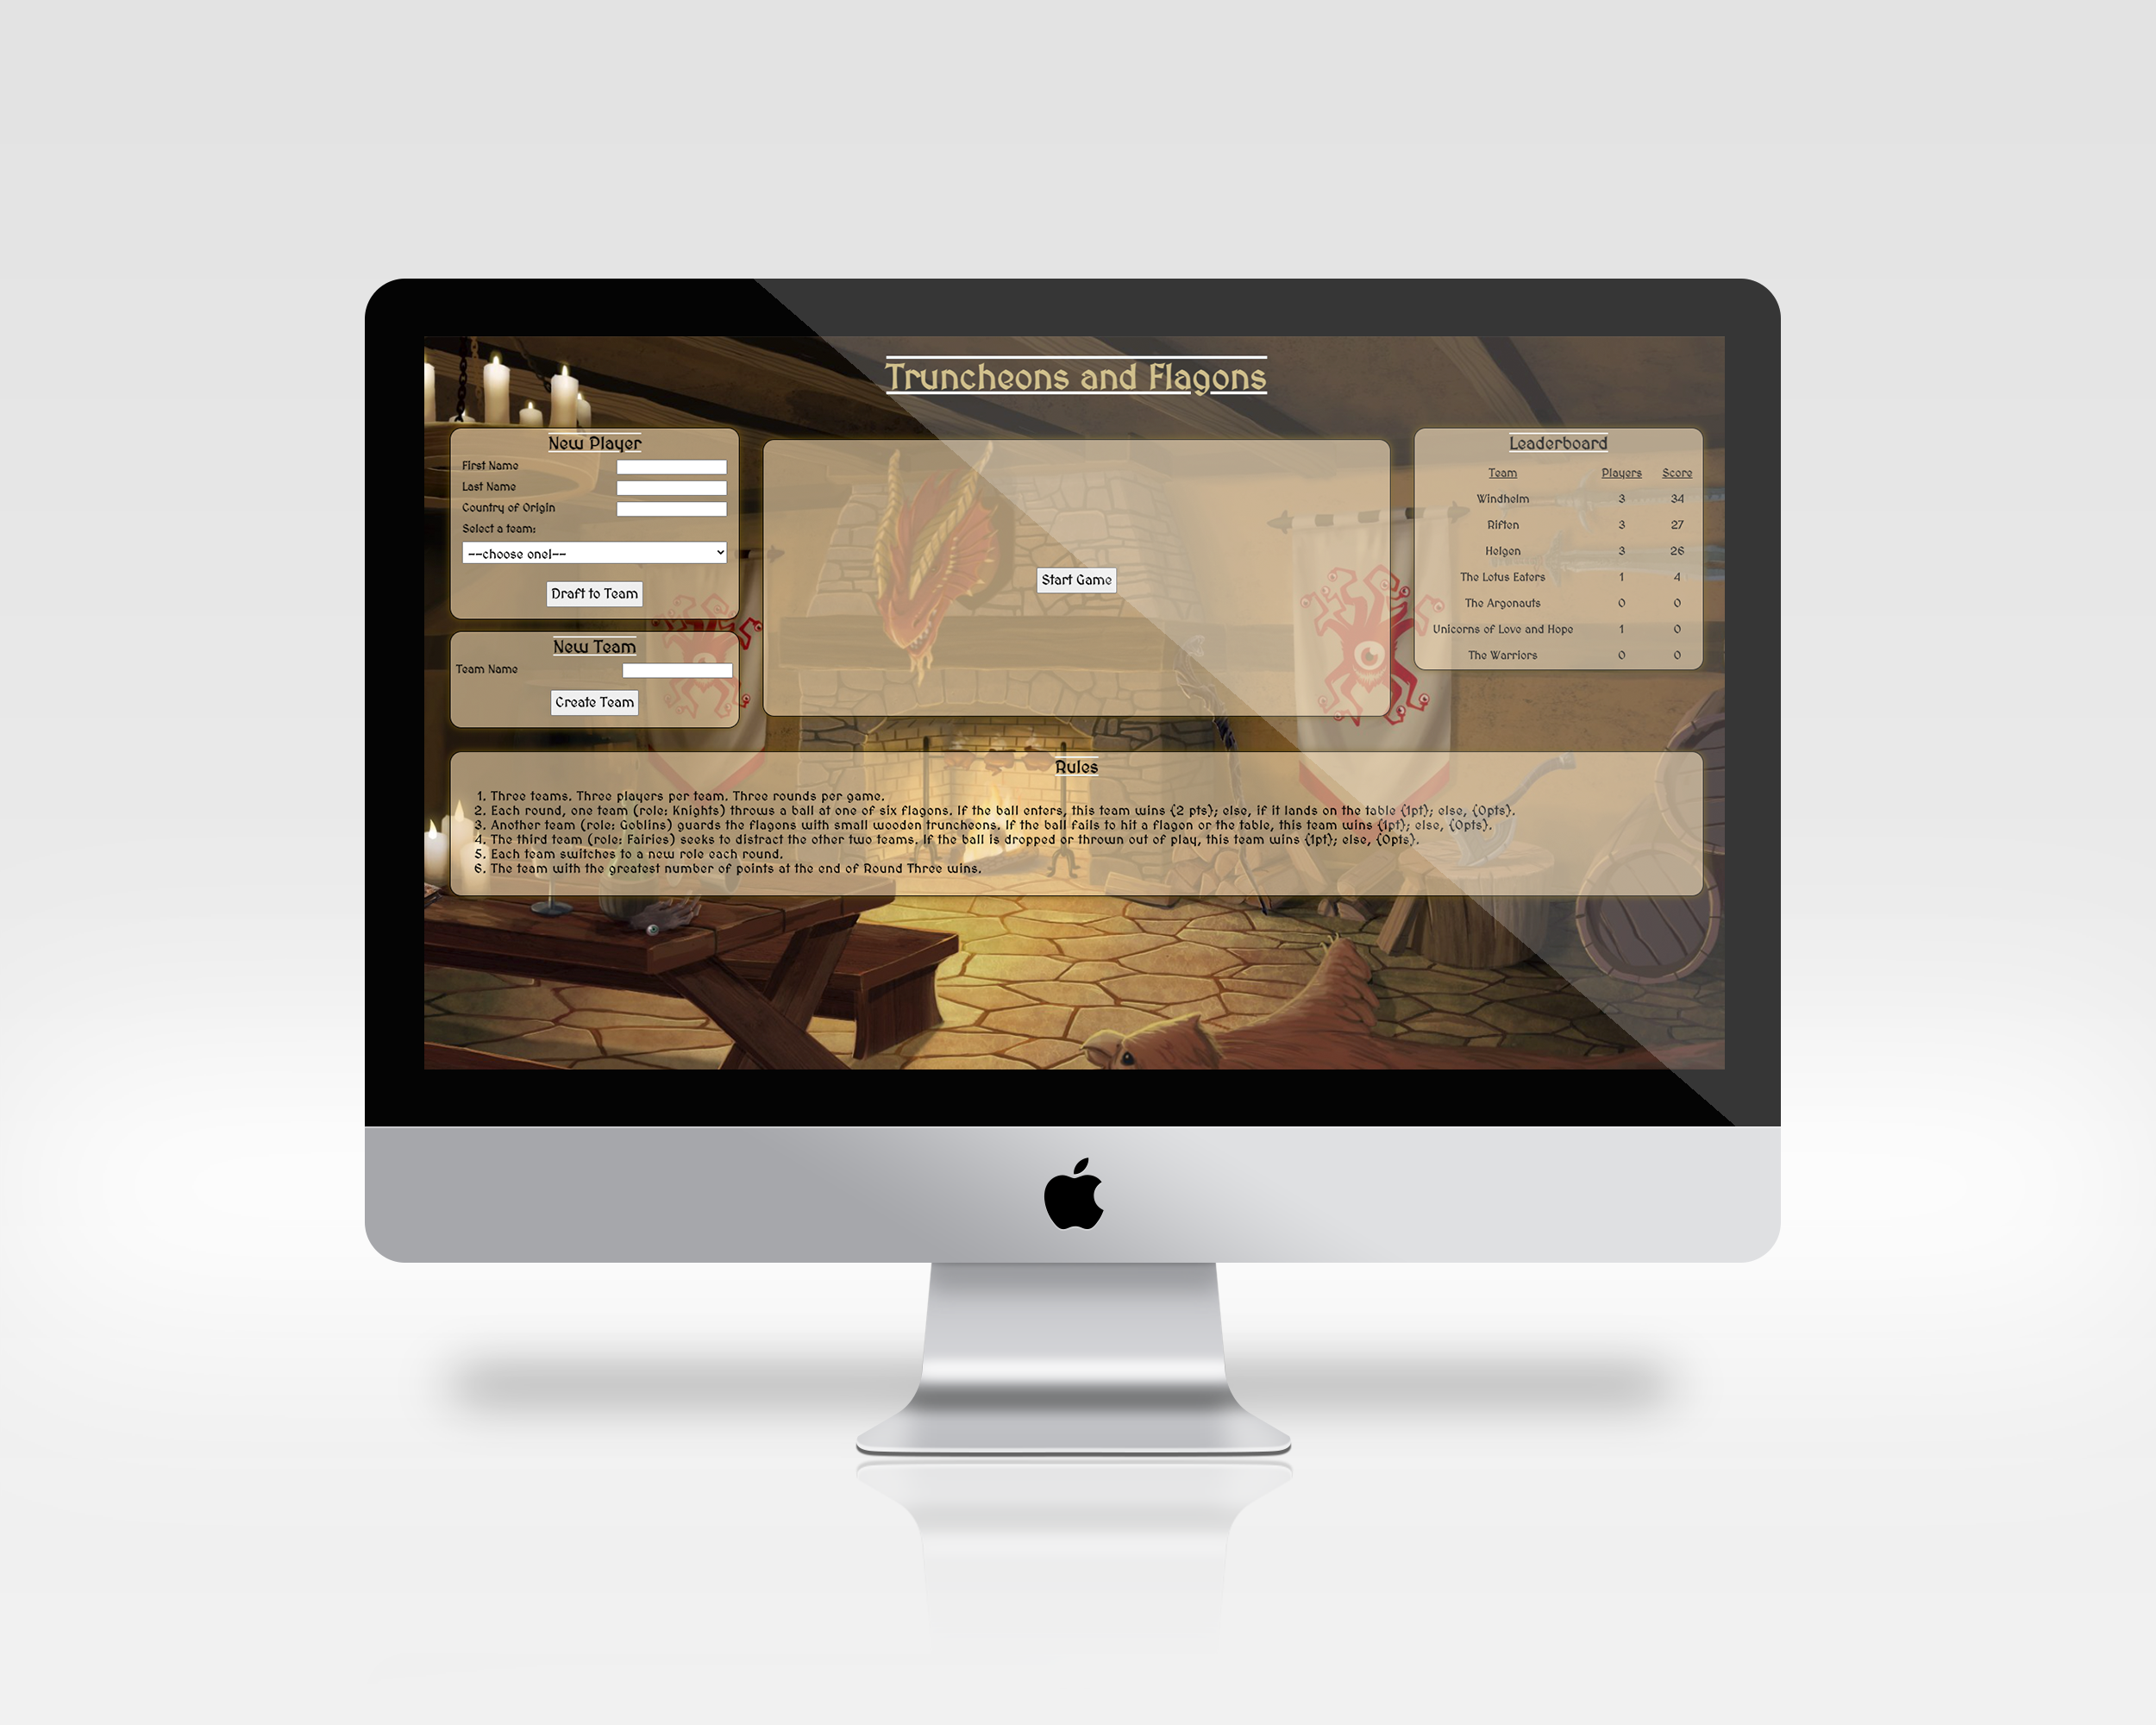 Truncheons and Flagons
New Player
First Name
Last Name
Country of Origin
Select a team:
--choose one!--
Draft to Team
New Team
Team Name
Create Team
Start Game
Leaderboard
Team Players Score
Windhelm 3 34
Riften 3 27
Helgen 3 26
The Lotus Eaters 1 4
The Argonauts 0 0
Unicorns of Love and Hope 1 0
The Warriors 0 0
Rules
1. Three teams. Three players per team. Three rounds per game.
2. Each round, one team (role: Knights) throws a ball at one of six flagons. If the ball enters, this team wins {2 pts}; else, if it lands on the table {1pt}; else, {0pts}.
3. Another team (role: Goblins) guards the flagons with small wooden truncheons. If the ball fails to hit a flagon or the table, this team wins {1pt}; else, {0pts}.
4. The third team (role: Fairies) seeks to distract the other two teams. If the ball is dropped or thrown out of play, this team wins {1pt}; else, {0pts}.
5. Each team switches to a new role each round.
6. The team with the greatest number of points at the end of Round Three wins.